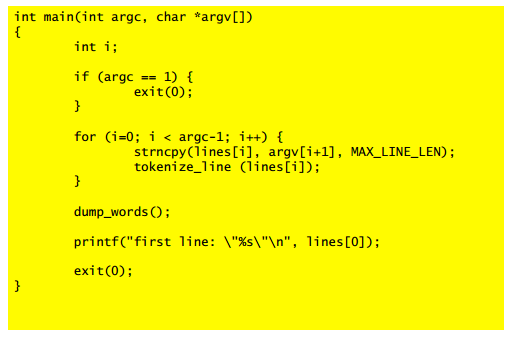 int main(int argc, char *argv[])
{
        int i;

        if (argc == 1) {
                exit(0);
        }

        for (i=0; i < argc-1; i++) {
                strncpy(lines[i], argv[i+1], MAX_LINE_LEN);
                tokenize_line (lines[i]);
        }

        dump_words();

        printf("first line: \"%s\"\n", lines[0]);

        exit(0);
}